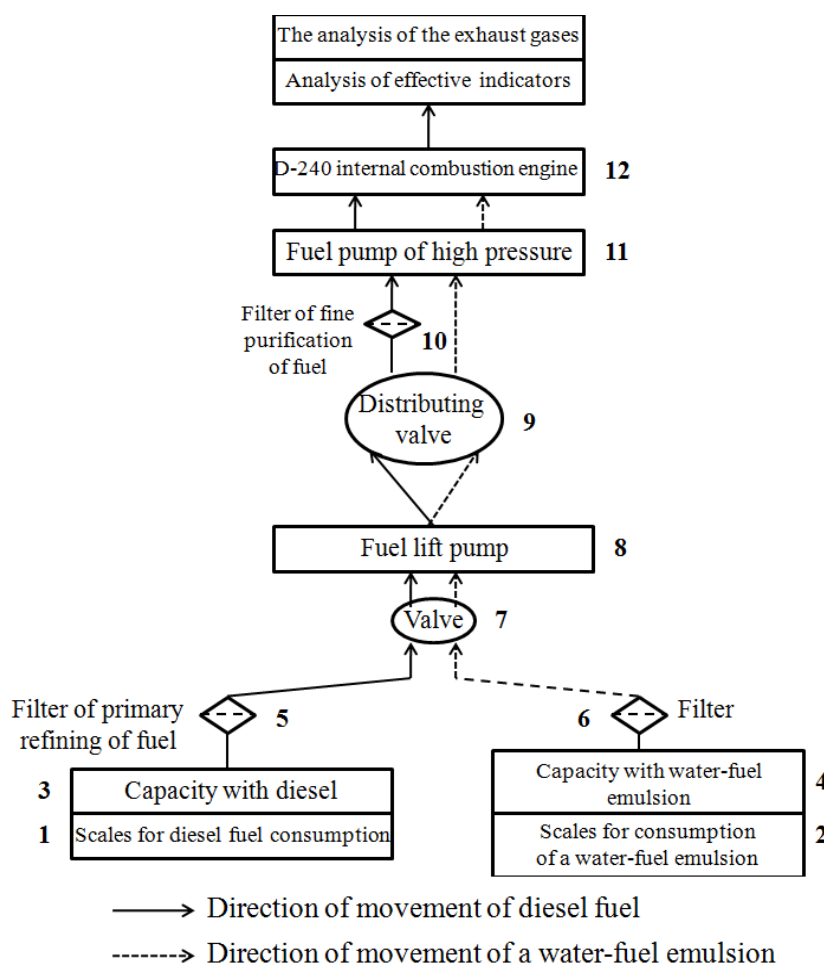 The analysis of the exhaust gases
Analysis of effective indicators
D-240 internal combustion engine
12
Fuel pump of high pressure
11
Filter of fine
purification
of fuel
10
Distributing
valve
9
Fuel lift pump
8
Valve
7
Filter of primary
refining of fuel
5
6
Filter
3
Capacity with diesel
1
Scales for diesel fuel consumption
Capacity with water-fuel
emulsion
4
Scales for consumption
of a water-fuel emulsion
2
Direction of movement of diesel fuel
Direction of movement of a water-fuel emulsion